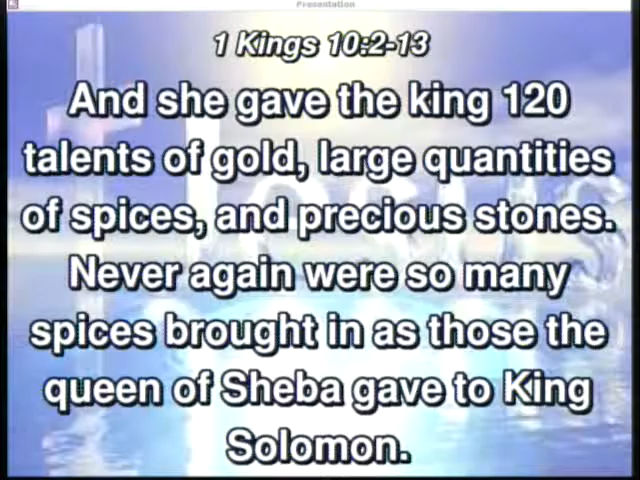 Presentation
1 Kings 10:2-13
And she gave the king 120
talents of gold, large quantities
of spices, and precious stones.
Never again were so many
spices brought in as those the
queen of Sheba gave to King
Solomon.
Jesus